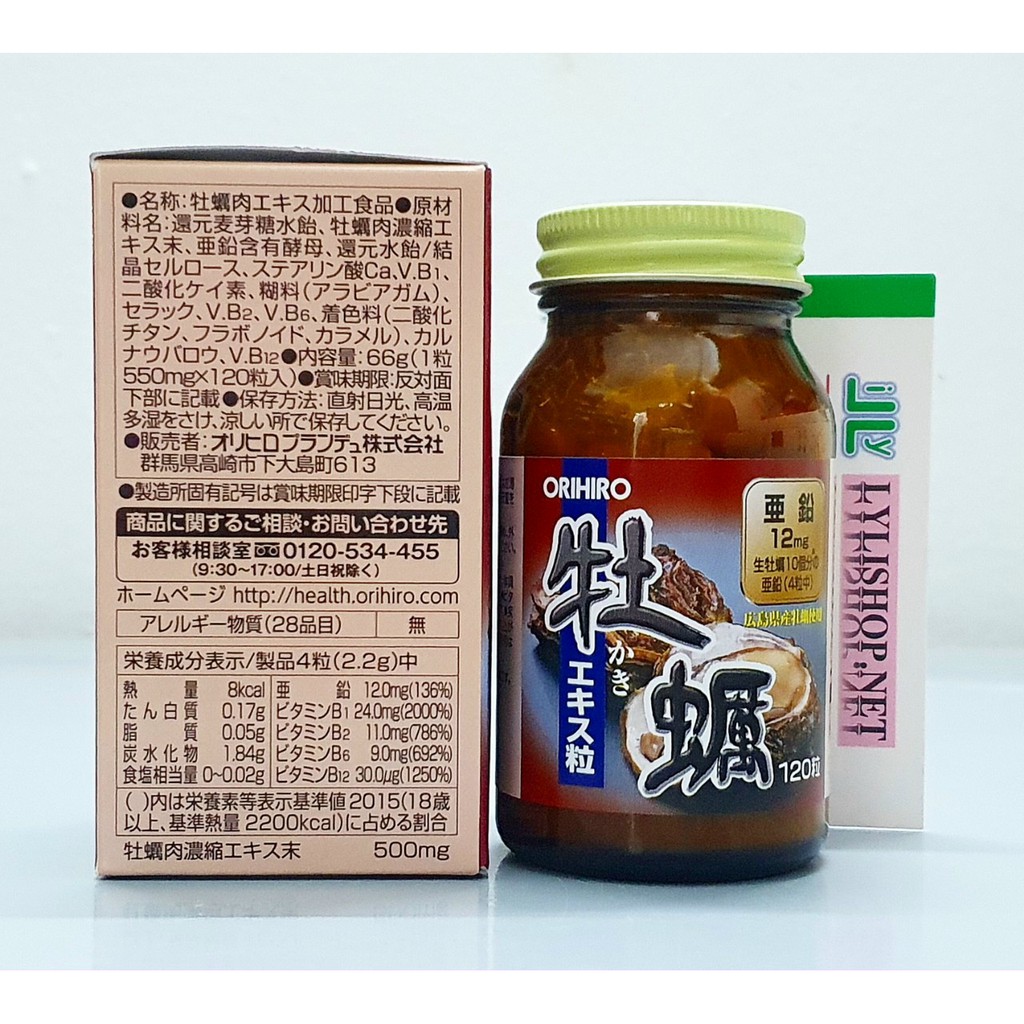 ●名称:牡蠣肉エキス加工食品●原材
料名:還元麦芽糖水飴、牡蠣肉濃縮エ
キス末、亜鉛含有酵母、還元水飴/結
晶セルロース、ステアリン酸Ca、V.B1、
二酸化ケイ素、糊料(アラビアガム)、
セラック、V.B2、V.B6、着色料(二酸化
チタン、フラボノイド、カラメル)、カル
ナウバロウ、V.B12●内容量:66g(1粒
550mg×120粒入)●賞味期限:反対面
下部に記載●保存方法:直射日光、高温
多湿をさけ、涼しい所で保存してください。
●販売者:オリヒロプランデュ株式会社
群馬県高崎市下大島町613
●製造所固有記号は賞味期限印字下段に記載
商品に関するご相談・お問い合わせ先
お客様相談室 0120-534-455
(9:30~17:00/土日祝除く)
ホームページ http://health.orihiro.com
アレルギー物質(28品目) 無
栄養成分表示/製品4粒(2.2g)中
熱量 8kcal 亜鉛 12.0mg(136%)
たん白質 0.17g ビタミンB1 24.0mg(2000%)
脂質 0.05g ビタミンB2 11.0mg(786%)
炭水化物 1.84g ビタミンB6 9.0mg(692%)
食塩相当量 0~0.02g ビタミンB12 30.0μg(1250%)
( )内は栄養素等表示基準値2015(18歳
以上、基準熱量2200kcal)に占める割合
牡蠣肉濃縮エキス末 500mg
ORIHIRO
牡蠣
かき
エキス粒
亜鉛
12mg
生牡蠣10個分の
亜鉛(4粒中)
広島県産牡蠣使用
120粒
LYLISHOP.NET